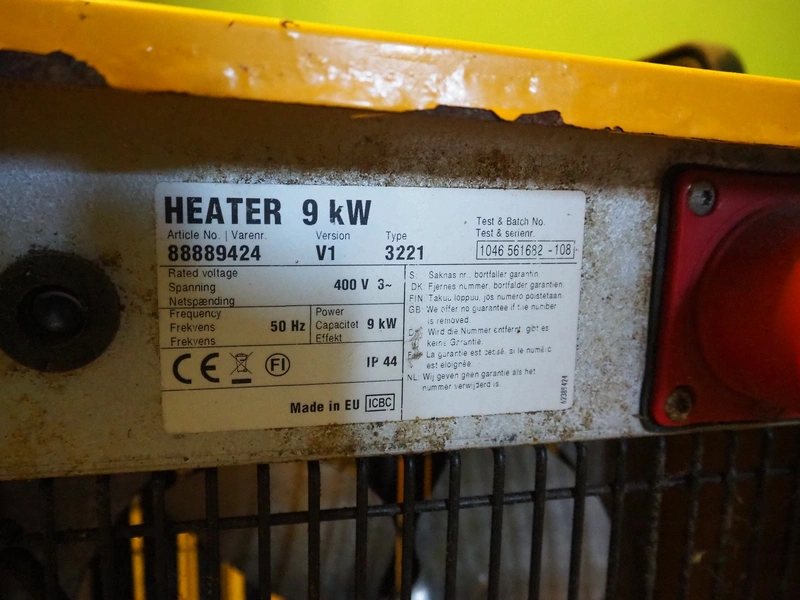 HEATER 9 kW
Article No. | Varenr.
Version
Type
Test & Batch No.
Test & serienr.
88889424
V1
3221
1046 561682 -108
Rated voltage
Spanning
Netspænding
400 V 3~
Frequency
Frekvens
Frekvers
50 Hz
Power
Capacitet
Effekt
9 kW
CE
FI
IP 44
Made in EU ICBC
S: Saknas nr., bortfaller garantin.
DK: Fjernes nummer, bortfalder garantien.
FIN: Takuu loppuu, jos numero poistetaan.
GB: We offer no guarantee if the number
is removed.
Wird die Nummer entfernt, gibt es
keine Garantie.
La garantie est cessé, si le numéro
est eloignée.
NL: Wij geven geen garantie als het
nummer verwijderd is.